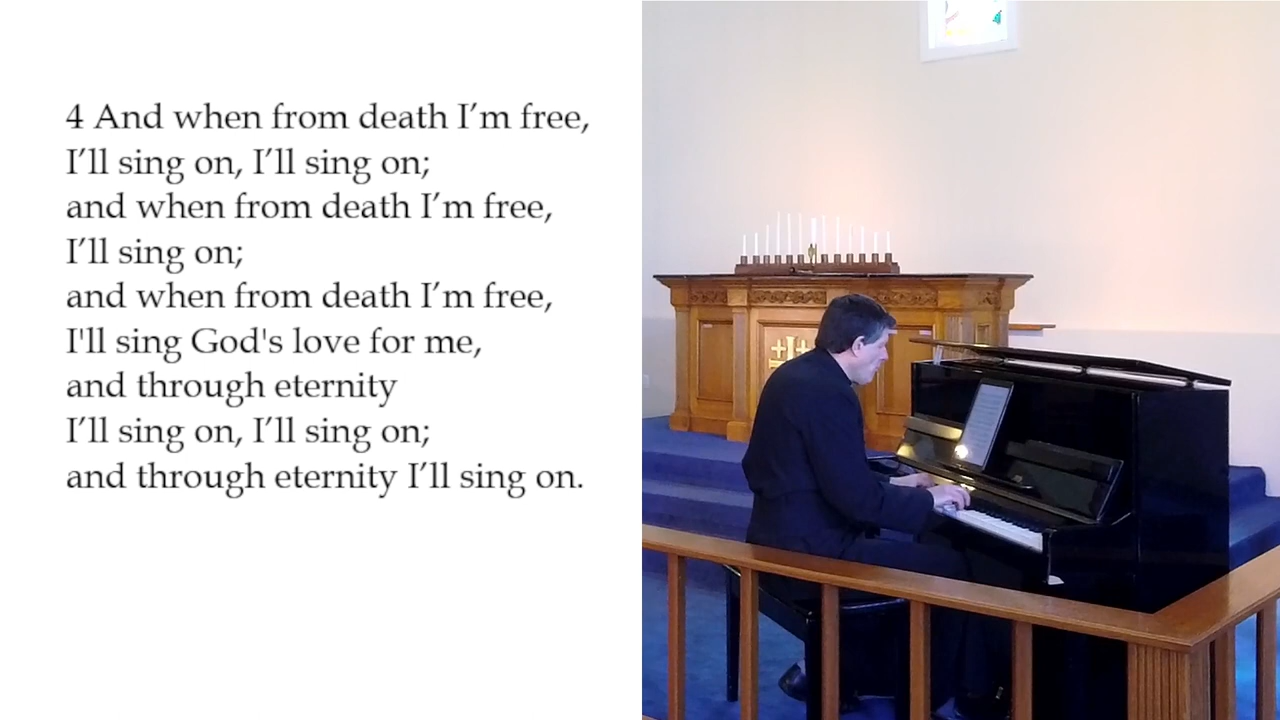 4 And when from death I’m free,
I’ll sing on, I’ll sing on;
and when from death I’m free,
I’ll sing on;
and when from death I’m free,
I'll sing God's love for me,
and through eternity
I’ll sing on, I’ll sing on;
and through eternity I’ll sing on.